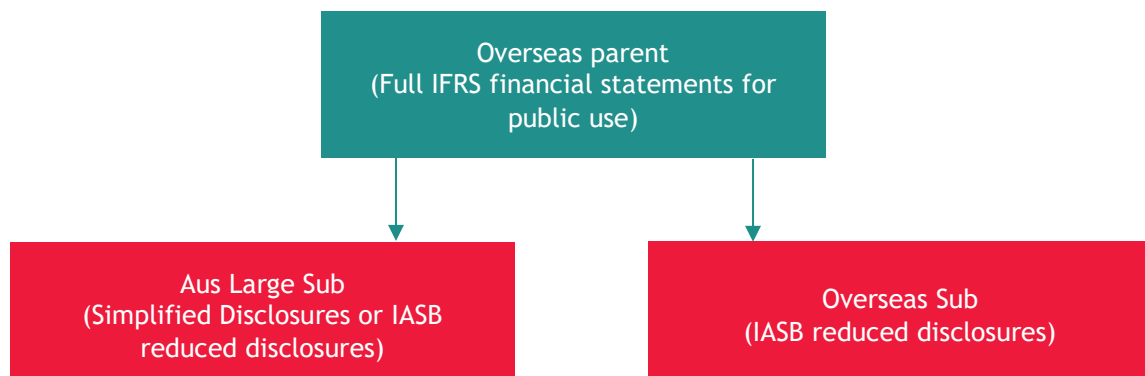 Overseas parent
(Full IFRS financial statements for
public use)
Aus Large Sub
(Simplified Disclosures or IASB
reduced disclosures)
Overseas Sub
(IASB reduced disclosures)